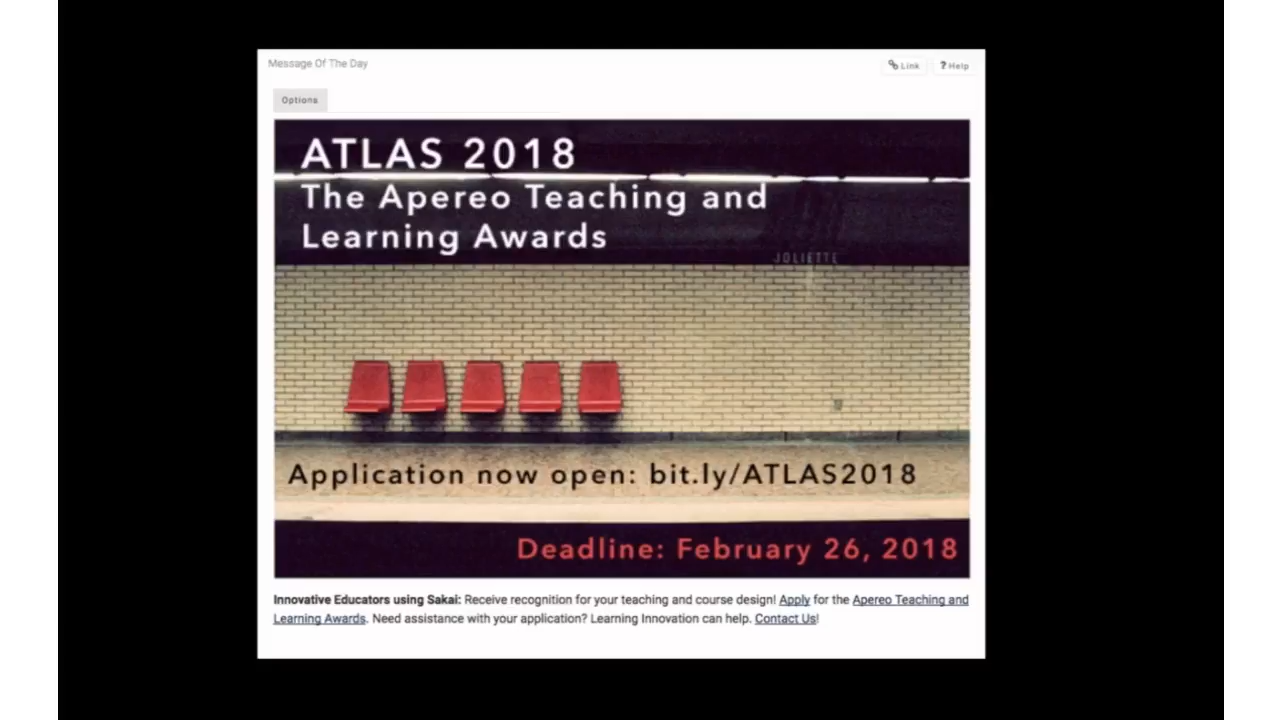 Message Of The Day
Link
? Help
Options
ATLAS 2018
The Apereo Teaching and
Learning Awards
JOLIETTE
Application now open: bit.ly/ATLAS2018
Deadline: February 26, 2018
Innovative Educators using Sakai: Receive recognition for your teaching and course design! Apply for the Apereo Teaching and
Learning Awards. Need assistance with your application? Learning Innovation can help. Contact Us!